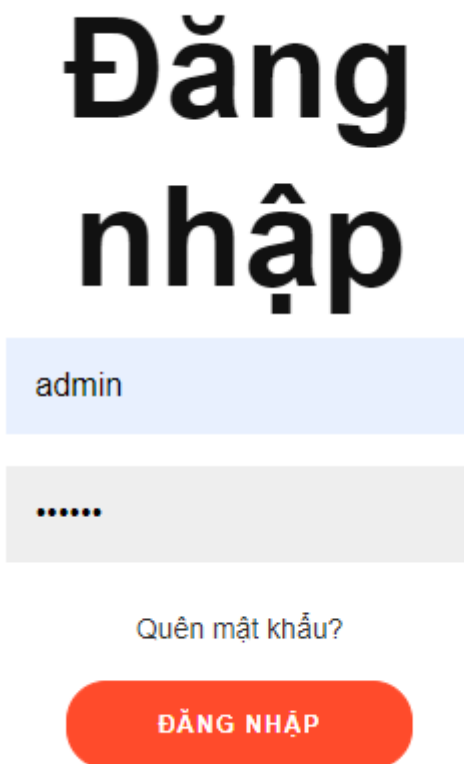 Đăng
nhập
admin
••••••
Quên mật khẩu?
ĐĂNG NHẬP